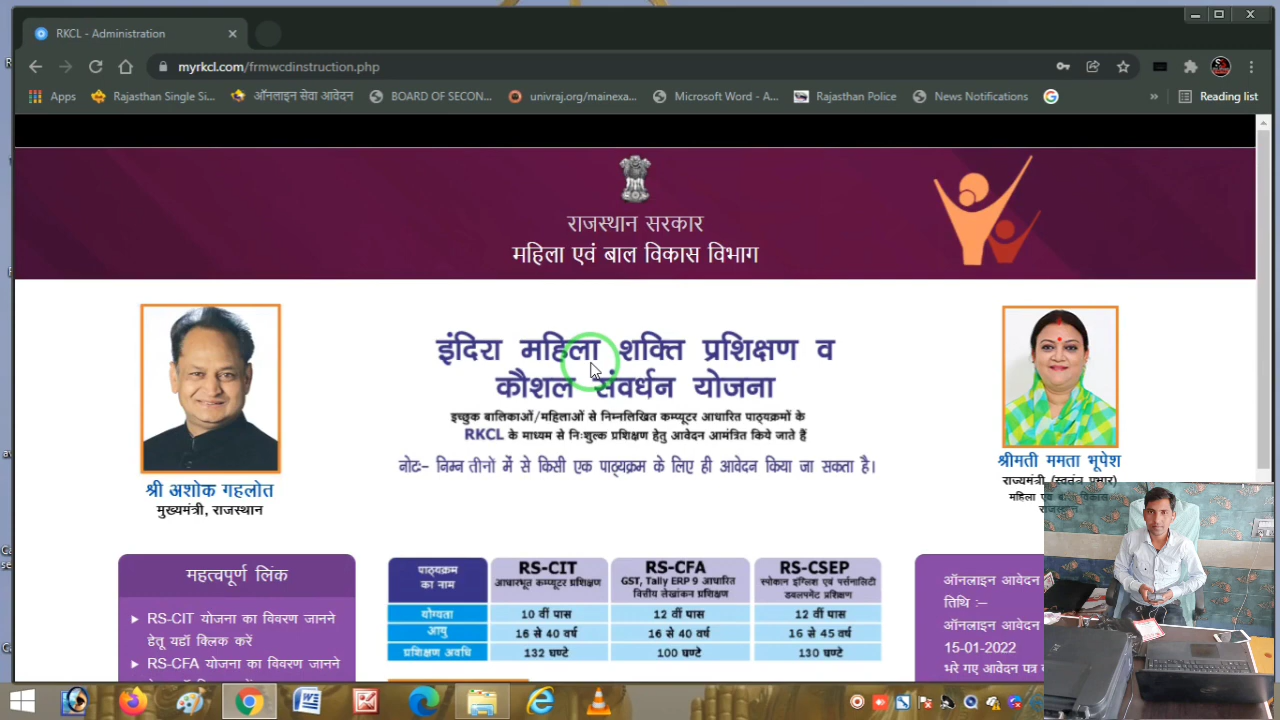 RKCL - Administration
myrkcl.com/frmwcdinstruction.php
Apps
Rajasthan Single Si...
ऑनलाइन सेवा आवेदन
BOARD OF SECON...
univraj.org/mainexa...
Microsoft Word - A...
Rajasthan Police
News Notifications
»
Reading list
राजस्थान सरकार
महिला एवं बाल विकास विभाग
इंदिरा महिला शक्ति प्रशिक्षण व
कौशल संवर्धन योजना
इच्छुक बालिकाओं/महिलाओं से निम्नलिखित कम्प्यूटर आधारित पाठ्यक्रमों के
RKCL के माध्यम से निःशुल्क प्रशिक्षण हेतु आवेदन आमंत्रित किये जाते हैं
नोटः- निम्न तीनों में से किसी एक पाठ्यक्रम के लिए ही आवेदन किया जा सकता है।
श्री अशोक गहलोत
मुख्यमंत्री, राजस्थान
श्रीमती ममता भूपेश
राज्यमंत्री (स्वतंत्र प्रभार)
महिला एवं बाल विकास
राजस्थान
महत्वपूर्ण लिंक
RS-CIT योजना का विवरण जानने
हेतू यहाँ क्लिक करें
RS-CFA योजना का विवरण जानने
पाठ्यक्रम का नाम RS-CIT आधारभूत कम्प्यूटर प्रशिक्षण RS-CFA GST, Tally ERP 9 आधारित वित्तीय लेखांकन प्रशिक्षण RS-CSEP स्पोकन इंग्लिश एवं पर्सनालिटी डवलपमेंट प्रशिक्षण
योग्यता 10 वीं पास 12 वीं पास 12 वीं पास
आयु 16 से 40 वर्ष 16 से 40 वर्ष 16 से 45 वर्ष
प्रशिक्षण अवधि 132 घण्टे 100 घण्टे 130 घण्टे
ऑनलाइन आवेदन
तिथि :–
ऑनलाइन आवेदन
15-01-2022
भरे गए आवेदन पत्र